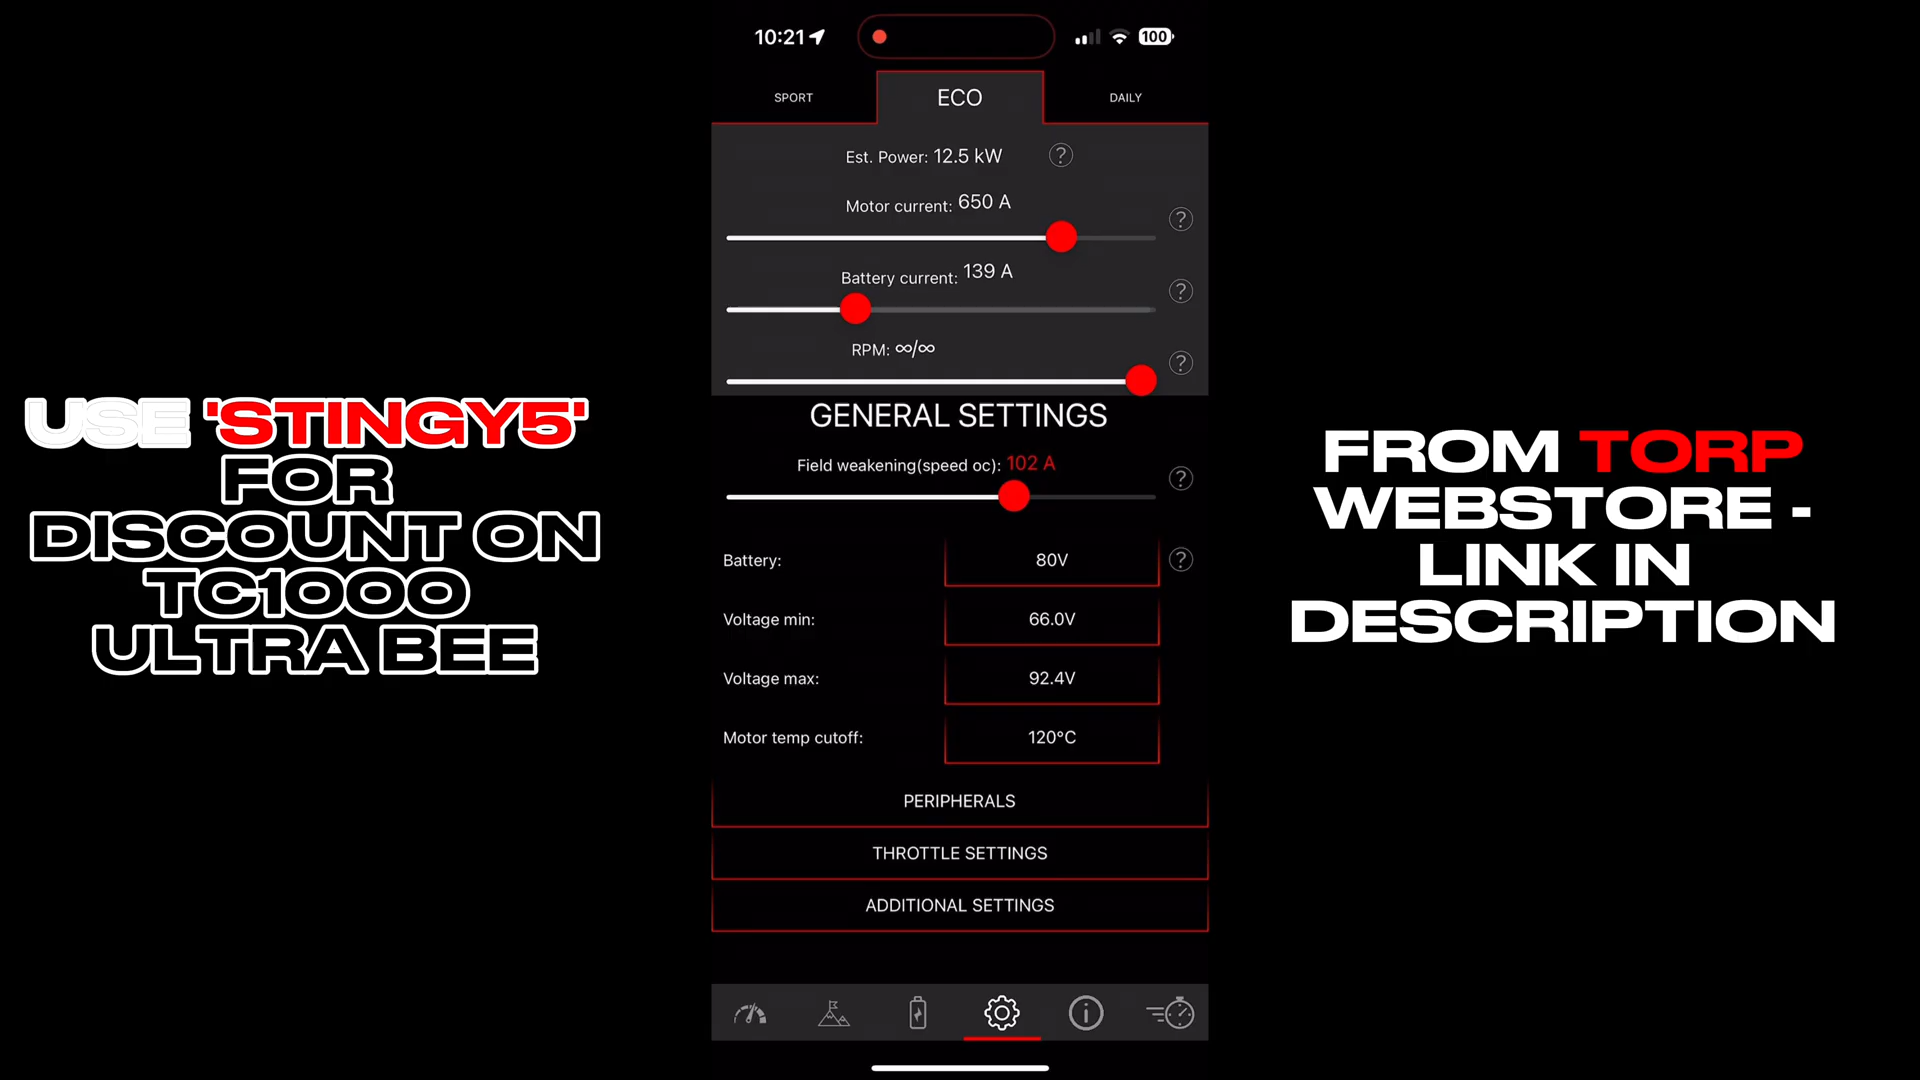 10:21
100
SPORT
ECO
DAILY
Est. Power: 12.5 kW
?
Motor current: 650 A
?
Battery current: 139 A
?
RPM: ∞/∞
?
GENERAL SETTINGS
Field weakening(speed oc): 102 A
?
Battery:
80V
?
Voltage min:
66.0V
Voltage max:
92.4V
Motor temp cutoff:
120°C
PERIPHERALS
THROTTLE SETTINGS
ADDITIONAL SETTINGS
USE 'STINGY5'
FOR
DISCOUNT ON
TC1000
ULTRA BEE
FROM TORP
WEBSTORE -
LINK IN
DESCRIPTION